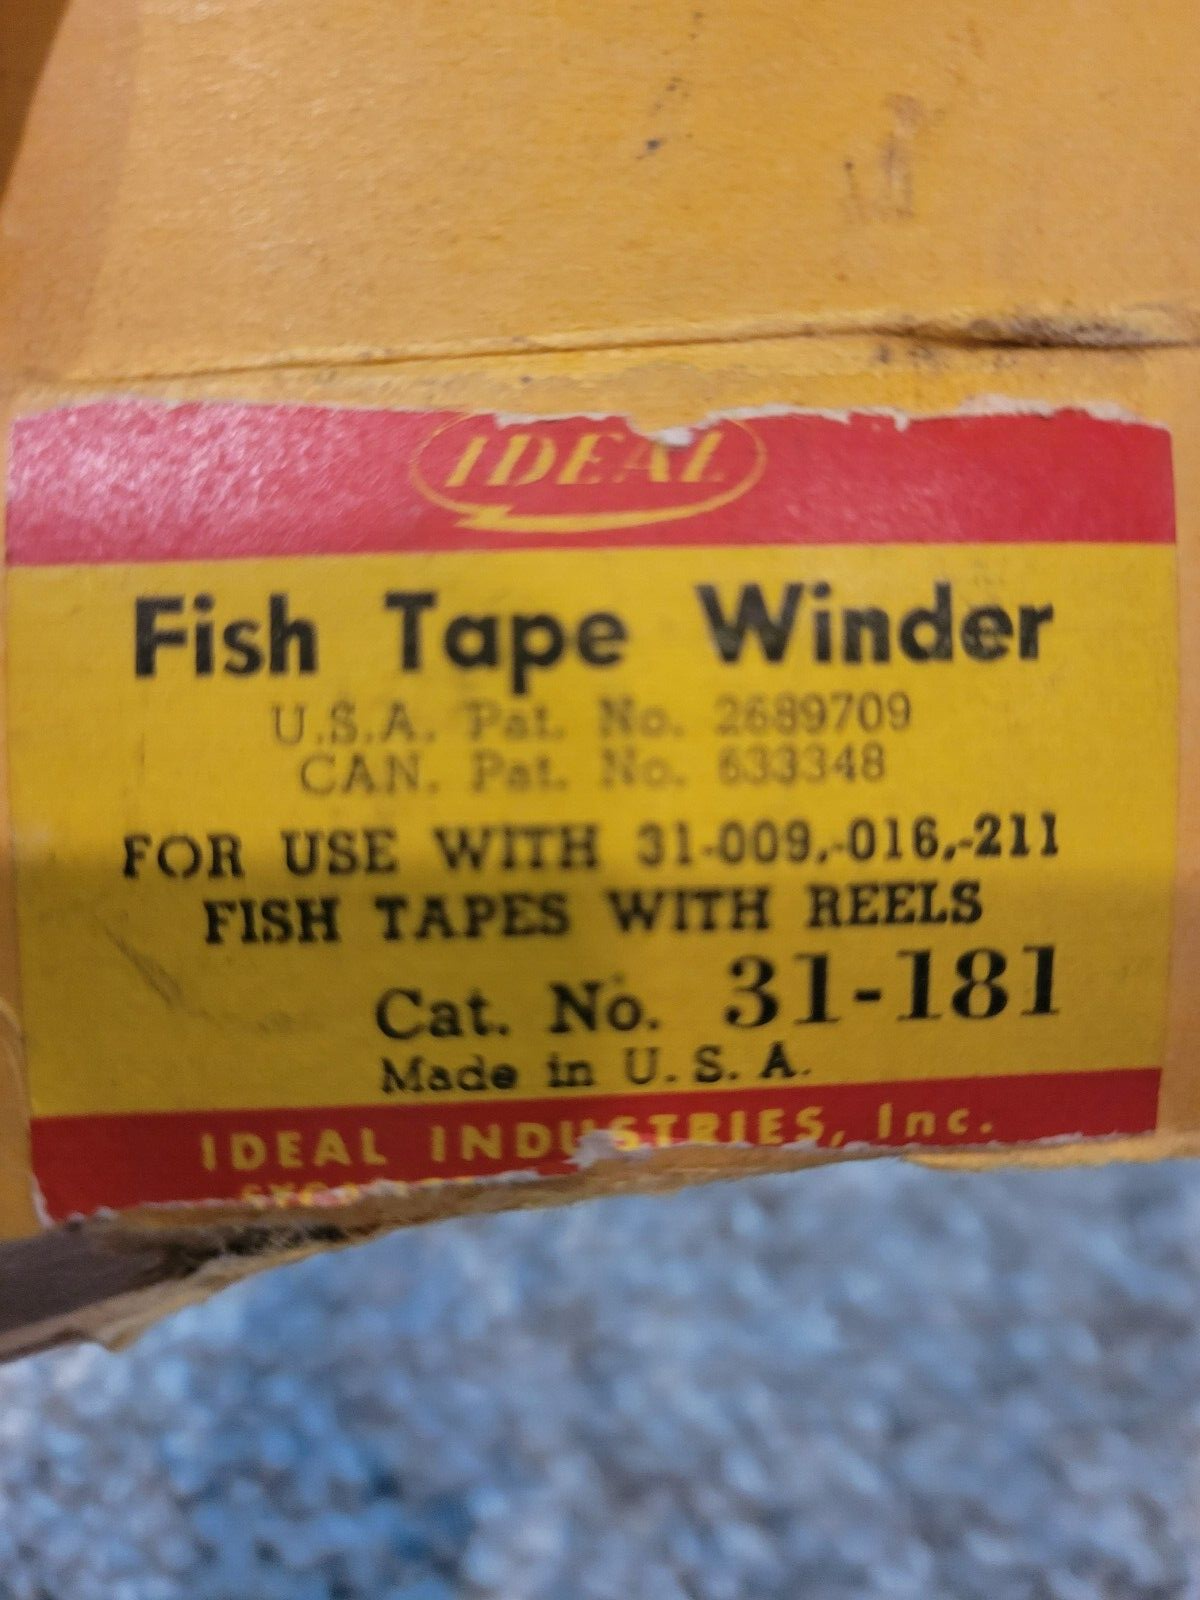 IDEAL
Fish Tape Winder
U.S.A. Pat. No. 2689709
CAN. Pat. No. 633348
FOR USE WITH 31-009,-016,-211
FISH TAPES WITH REELS
Cat. No. 31-181
Made in U.S.A.
IDEAL INDUSTRIES, Inc.